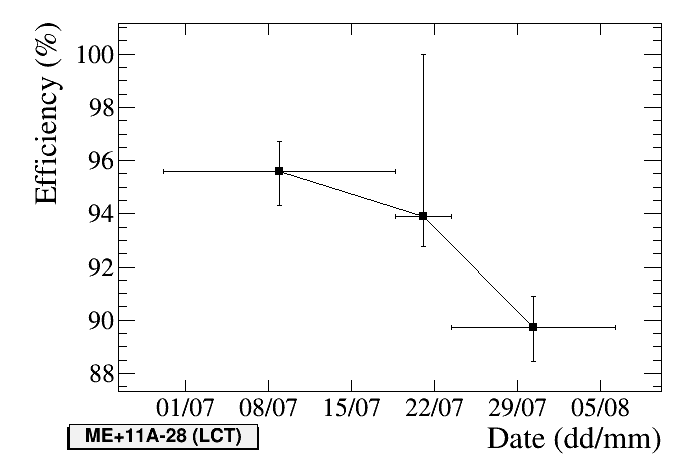 Efficiency (%)
100
98
96
94
92
90
88
01/07 08/07 15/07 22/07 29/07 05/08
ME+11A-28 (LCT)
Date (dd/mm)